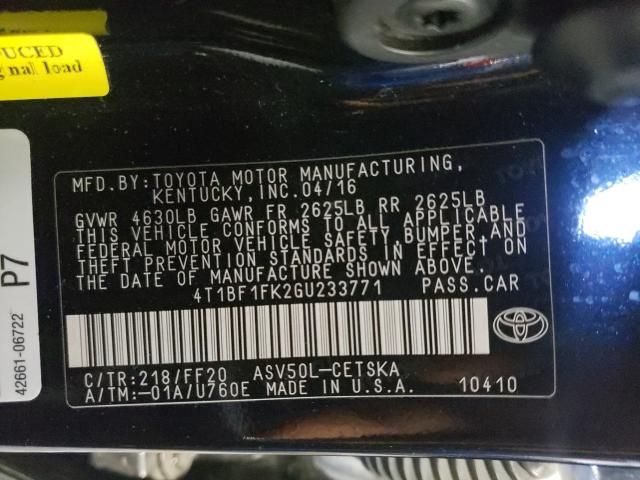 UCED
nal load
P7
42661-06722
MFD.BY:TOYOTA MOTOR MANUFACTURING,
KENTUCKY,INC.04/16
GVWR 4630LB GAWR FR 2625LB RR 2625LB
THIS VEHICLE CONFORMS TO ALL APPLICABLE
FEDERAL MOTOR VEHICLE SAFETY,BUMPER,AND
THEFT PREVENTION STANDARDS IN EFFECT ON
THE DATE OF MANUFACTURE SHOWN ABOVE.
4T1BF1FK2GU233771 PASS.CAR
C/TR:218/FF20 ASV50L-CETSKA
A/TM:-01A/U760E MADE IN U.S.A. 10410